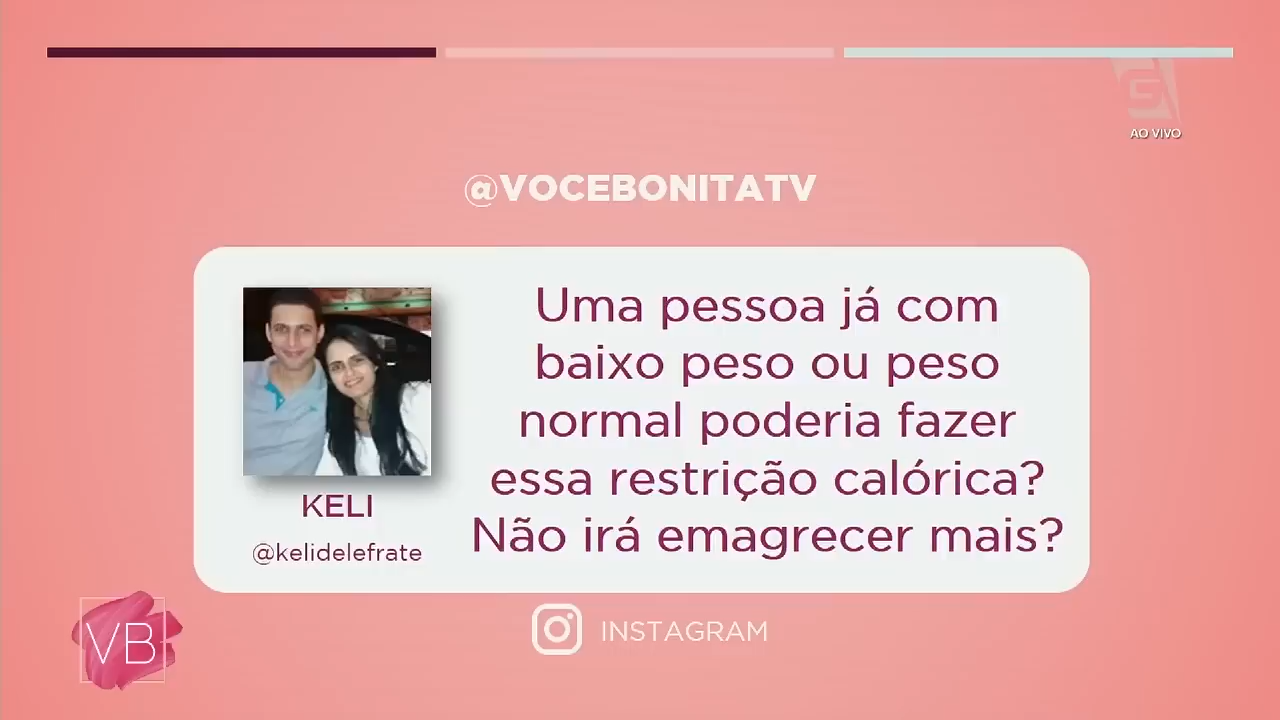 AO VIVO
@VOCEBONITATV
Uma pessoa já com
baixo peso ou peso
normal poderia fazer
essa restrição calórica?
Não irá emagrecer mais?
KELI
@kelidelefrate
VB
INSTAGRAM